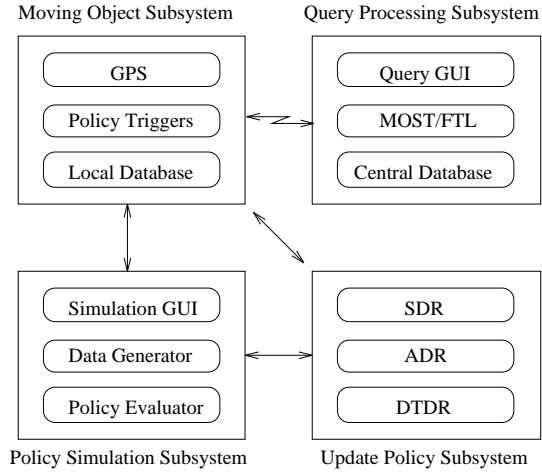 Moving Object Subsystem
GPS
Policy Triggers
Local Database
Query Processing Subsystem
Query GUI
MOST/FTL
Central Database
Simulation GUI
Data Generator
Policy Evaluator
Policy Simulation Subsystem
SDR
ADR
DTDR
Update Policy Subsystem